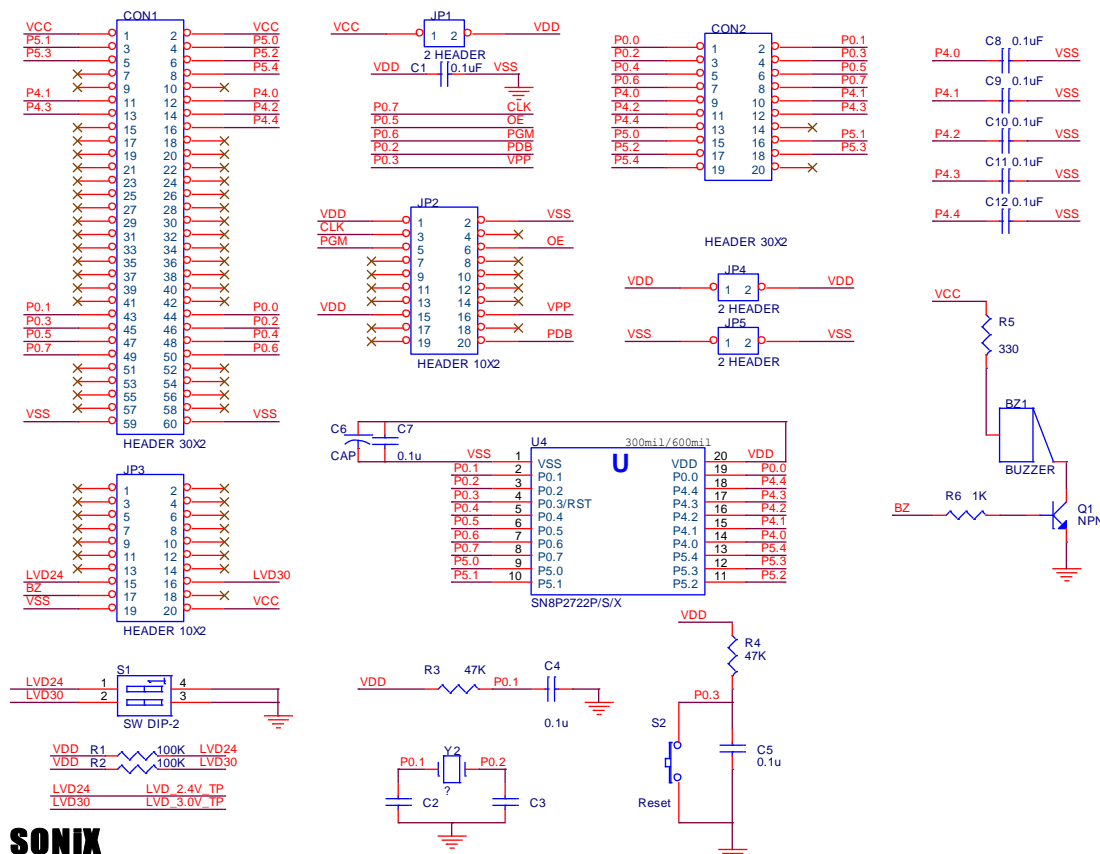 CON1
VCC 1 2 VCC
P5.1 3 4 P5.0
P5.3 5 6 P5.2
7 8 P5.4
9 10
P4.1 11 12 P4.0
P4.3 13 14 P4.2
15 16 P4.4
17 18
19 20
21 22
23 24
25 26
27 28
29 30
31 32
33 34
35 36
37 38
39 40
41 42
P0.1 43 44 P0.0
P0.3 45 46 P0.2
P0.5 47 48 P0.4
P0.7 49 50 P0.6
51 52
53 54
55 56
57 58
VSS 59 60 VSS
HEADER 30X2
JP1
VCC 1 2 VDD
2 HEADER
VDD C1 0.1uF VSS
P0.7 CLK
P0.5 OE
P0.6 PGM
P0.2 PDB
P0.3 VPP
JP2
VDD 1 2 VSS
CLK 3 4
PGM 5 6 OE
7 8
9 10
11 12
13 14
VDD 15 16 VPP
17 18
19 20 PDB
HEADER 10X2
CON2
P0.0 1 2 P0.1
P0.2 3 4 P0.3
P0.4 5 6 P0.5
P0.6 7 8 P0.7
P4.0 9 10 P4.1
P4.2 11 12 P4.3
P4.4 13 14
P5.0 15 16 P5.1
P5.2 17 18 P5.3
P5.4 19 20
HEADER 30X2
JP4
VDD 1 2 VDD
2 HEADER
JP5
VSS 1 2 VSS
2 HEADER
C8 0.1uF
P4.0 VSS
C9 0.1uF
P4.1 VSS
C10 0.1uF
P4.2 VSS
C11 0.1uF
P4.3 VSS
C12 0.1uF
P4.4 VSS
VCC
R5
330
BZ1
BUZZER
BZ R6 1K
Q1
NPN
JP3
1 2
3 4
5 6
7 8
9 10
11 12
13 14
LVD24 15 16 LVD30
BZ 17 18
VSS 19 20 VCC
HEADER 10X2
C6 C7
CAP 0.1u
U4 300mil/600mil
U
VSS 1 VSS VDD 20 VDD
P0.1 2 P0.1 P0.0 19 P0.0
P0.2 3 P0.2 P4.4 18 P4.4
P0.3 4 P0.3/RST P4.3 17 P4.3
P0.4 5 P0.4 P4.2 16 P4.2
P0.5 6 P0.5 P4.1 15 P4.1
P0.6 7 P0.6 P4.0 14 P4.0
P0.7 8 P0.7 P5.4 13 P5.4
P5.0 9 P5.0 P5.3 12 P5.3
P5.1 10 P5.1 P5.2 11 P5.2
SN8P2722P/S/X
S1
LVD24 1 4
LVD30 2 3
SW DIP-2
VDD R1 100K LVD24
VDD R2 100K LVD30
LVD24 LVD_2.4V_TP
LVD30 LVD_3.0V_TP
VDD R3 47K P0.1 C4
0.1u
Y2
P0.1 P0.2
?
C2 C3
VDD
R4
47K
P0.3
S2
C5
0.1u
Reset
SONiX